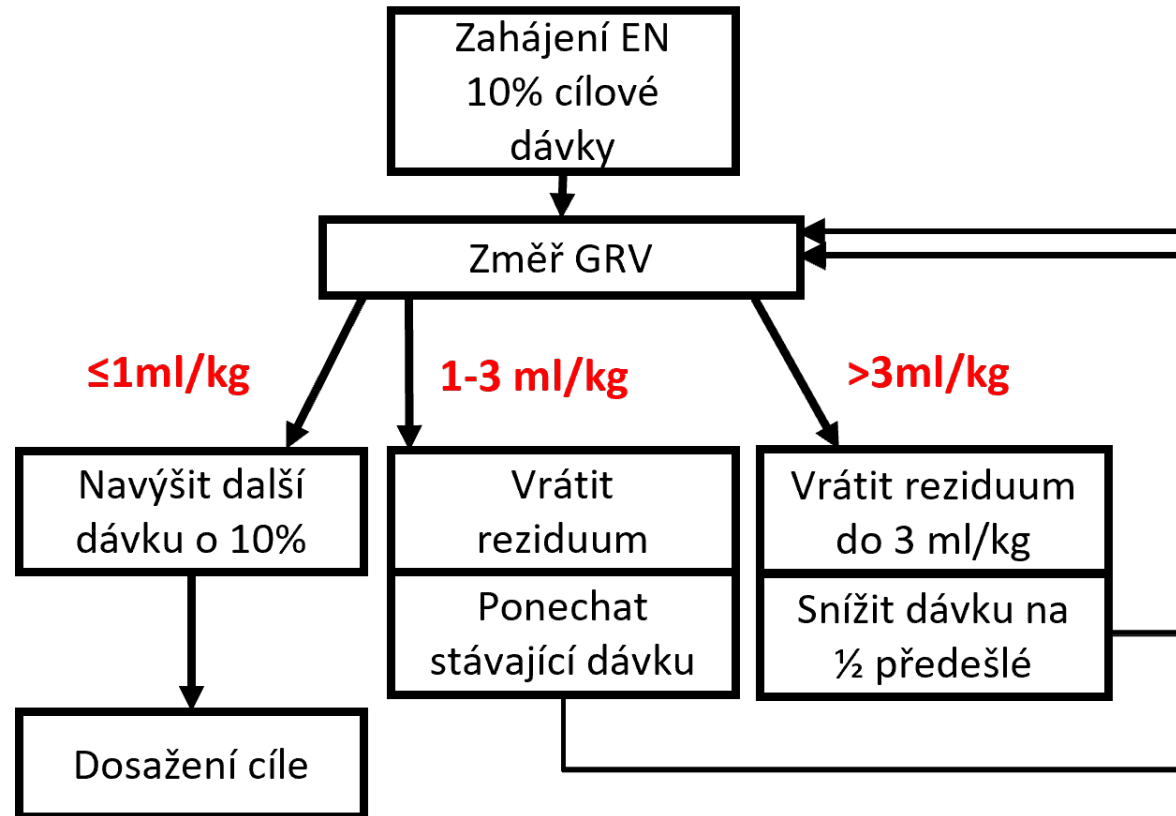 Zahájení EN
10% cílové
dávky
Změř GRV
≤1ml/kg
1-3 ml/kg
>3ml/kg
Navýšit další
dávku o 10%
Vrátit
reziduum
Vrátit reziduum
do 3 ml/kg
Ponechat
stávající dávku
Snížit dávku na
½ předešlé
Dosažení cíle